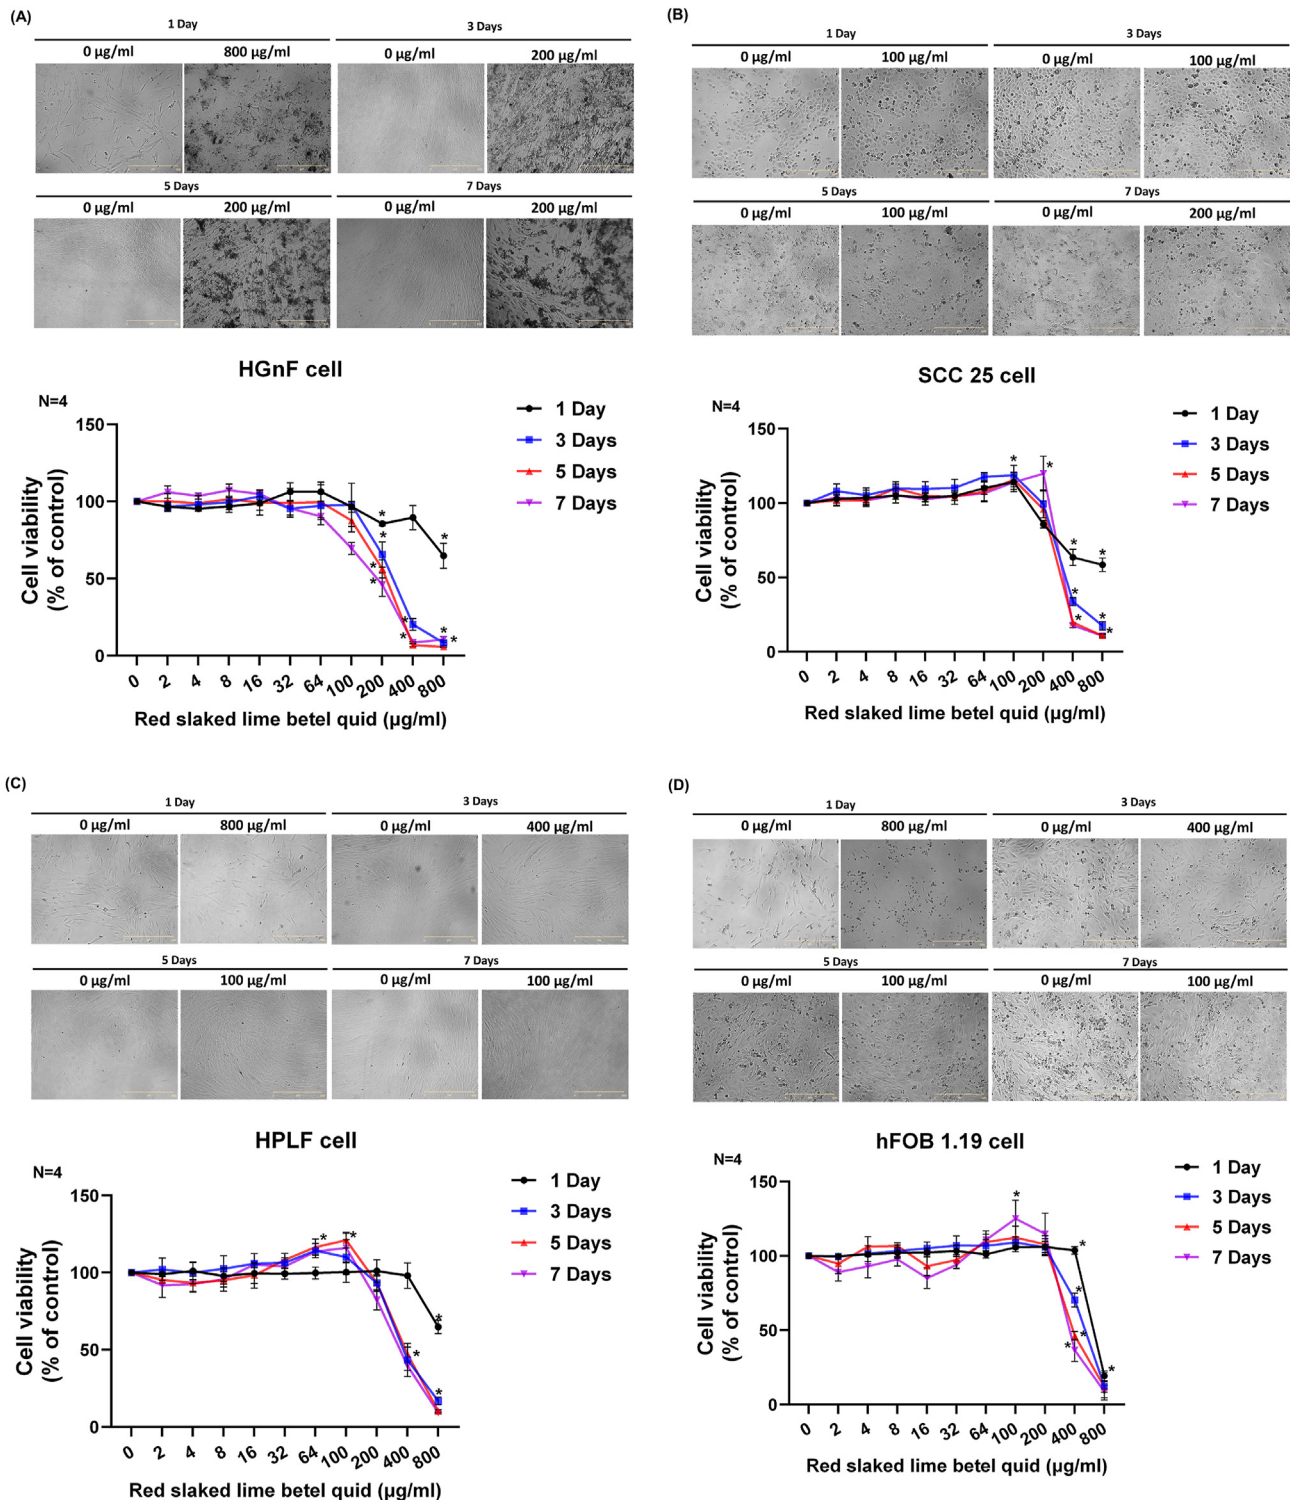 (A)
1 Day 3 Days
0 µg/ml 800 µg/ml 0 µg/ml 200 µg/ml
5 Days 7 Days
0 µg/ml 200 µg/ml 0 µg/ml 200 µg/ml
HGnF cell
N=4
1 Day
3 Days
5 Days
7 Days
Cell viability
(% of control)
150
100
50
0
* * * * * * * * *
0 2 4 8 16 32 64 100 200 400 800
Red slaked lime betel quid (µg/ml)
(B)
1 Day 3 Days
0 µg/ml 100 µg/ml 0 µg/ml 100 µg/ml
5 Days 7 Days
0 µg/ml 100 µg/ml 0 µg/ml 200 µg/ml
SCC 25 cell
N=4
1 Day
3 Days
5 Days
7 Days
Cell viability
(% of control)
150
100
50
0
* * * * * * * *
0 2 4 8 16 32 64 100 200 400 800
Red slaked lime betel quid (µg/ml)
(C)
1 Day 3 Days
0 µg/ml 800 µg/ml 0 µg/ml 400 µg/ml
5 Days 7 Days
0 µg/ml 100 µg/ml 0 µg/ml 100 µg/ml
HPLF cell
N=4
1 Day
3 Days
5 Days
7 Days
Cell viability
(% of control)
150
100
50
0
* * * * *
0 2 4 8 16 32 64 100 200 400 800
Red slaked lime betel quid (µg/ml)
(D)
1 Day 3 Days
0 µg/ml 800 µg/ml 0 µg/ml 400 µg/ml
5 Days 7 Days
0 µg/ml 100 µg/ml 0 µg/ml 100 µg/ml
hFOB 1.19 cell
N=4
1 Day
3 Days
5 Days
7 Days
Cell viability
(% of control)
150
100
50
0
* * * * * *
0 2 4 8 16 32 64 100 200 400 800
Red slaked lime betel quid (µg/ml)